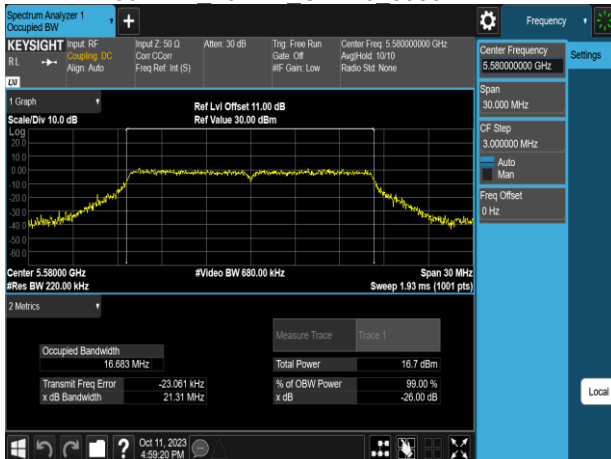 Spectrum Analyzer 1
Occupied BW
+
Frequency
KEYSIGHT
RL
LXI
Input: RF
Coupling: DC
Align: Auto
Input Z: 50 Ω
Corr CCorr
Freq Ref: Int (S)
Atten: 30 dB
Trig: Free Run
Gate: Off
#IF Gain: Low
Center Freq: 5.580000000 GHz
Avg|Hold: 10/10
Radio Std: None
Center Frequency
5.580000000 GHz
Settings
Span
30.000 MHz
CF Step
3.000000 MHz
Auto
Man
Freq Offset
0 Hz
Local
1 Graph
Scale/Div 10.0 dB
Ref Lvl Offset 11.00 dB
Ref Value 30.00 dBm
Log
20.0
10.0
0.00
-10.0
-20.0
-30.0
-40.0
-50.0
-60.0
Center 5.58000 GHz
#Res BW 220.00 kHz
#Video BW 680.00 kHz
Span 30 MHz
Sweep 1.93 ms (1001 pts)
2 Metrics
Measure Trace
Trace 1
Occupied Bandwidth
16.683 MHz
Total Power
16.7 dBm
Transmit Freq Error
-23.061 kHz
% of OBW Power
99.00 %
x dB Bandwidth
21.31 MHz
x dB
-26.00 dB
?
Oct 11, 2023
4:59:20 PM